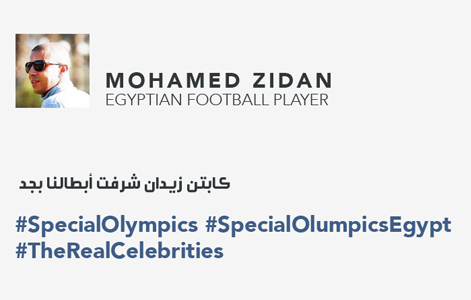 MOHAMED ZIDAN
EGYPTIAN FOOTBALL PLAYER
كابتن زيدان شرفت أبطالنا بجد
#SpecialOlympics #SpecialOlumpicsEgypt
#TheRealCelebrities